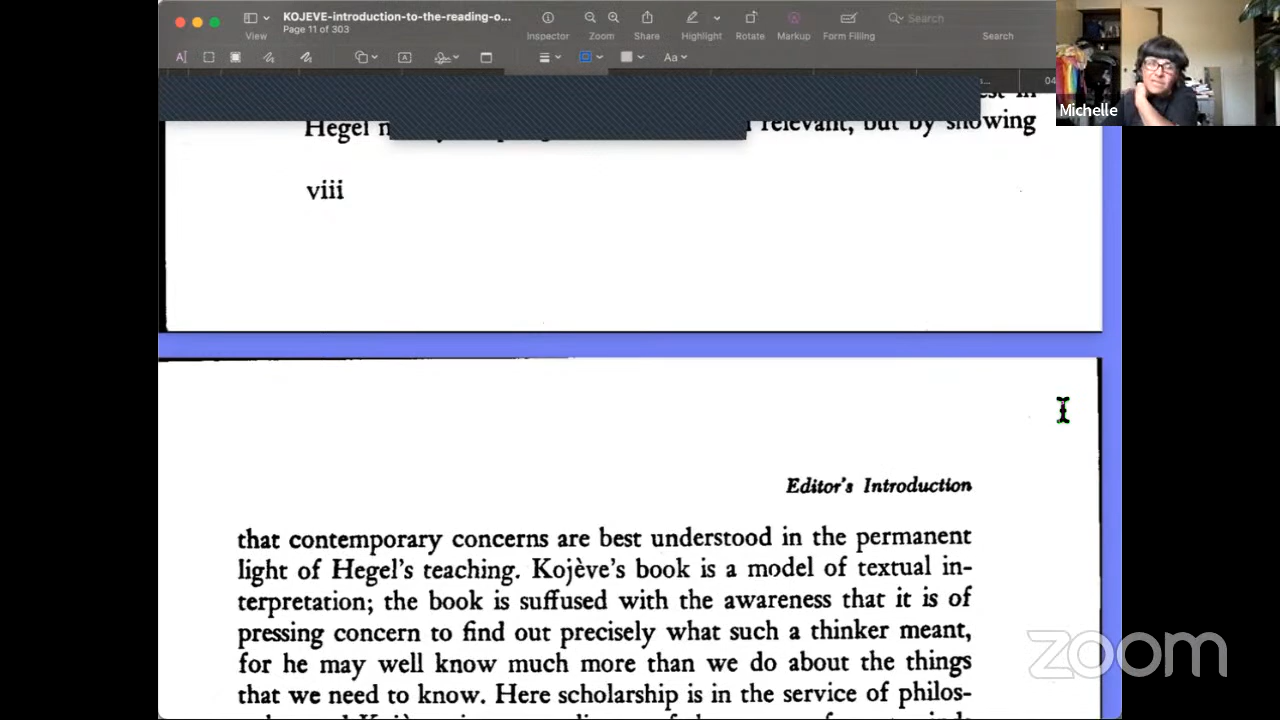 KOJEVE-introduction-to-the-reading-o...
Page 11 of 303
View
Inspector
Zoom
Share
Highlight
Rotate
Markup
Form Filling
Search
Search
Aa
04
Michelle
Hegel
relevant, but by showing
viii
Editor's Introduction
that contemporary concerns are best understood in the permanent
light of Hegel's teaching. Kojève's book is a model of textual in-
terpretation; the book is suffused with the awareness that it is of
pressing concern to find out precisely what such a thinker meant,
for he may well know much more than we do about the things
that we need to know. Here scholarship is in the service of philos-
zoom